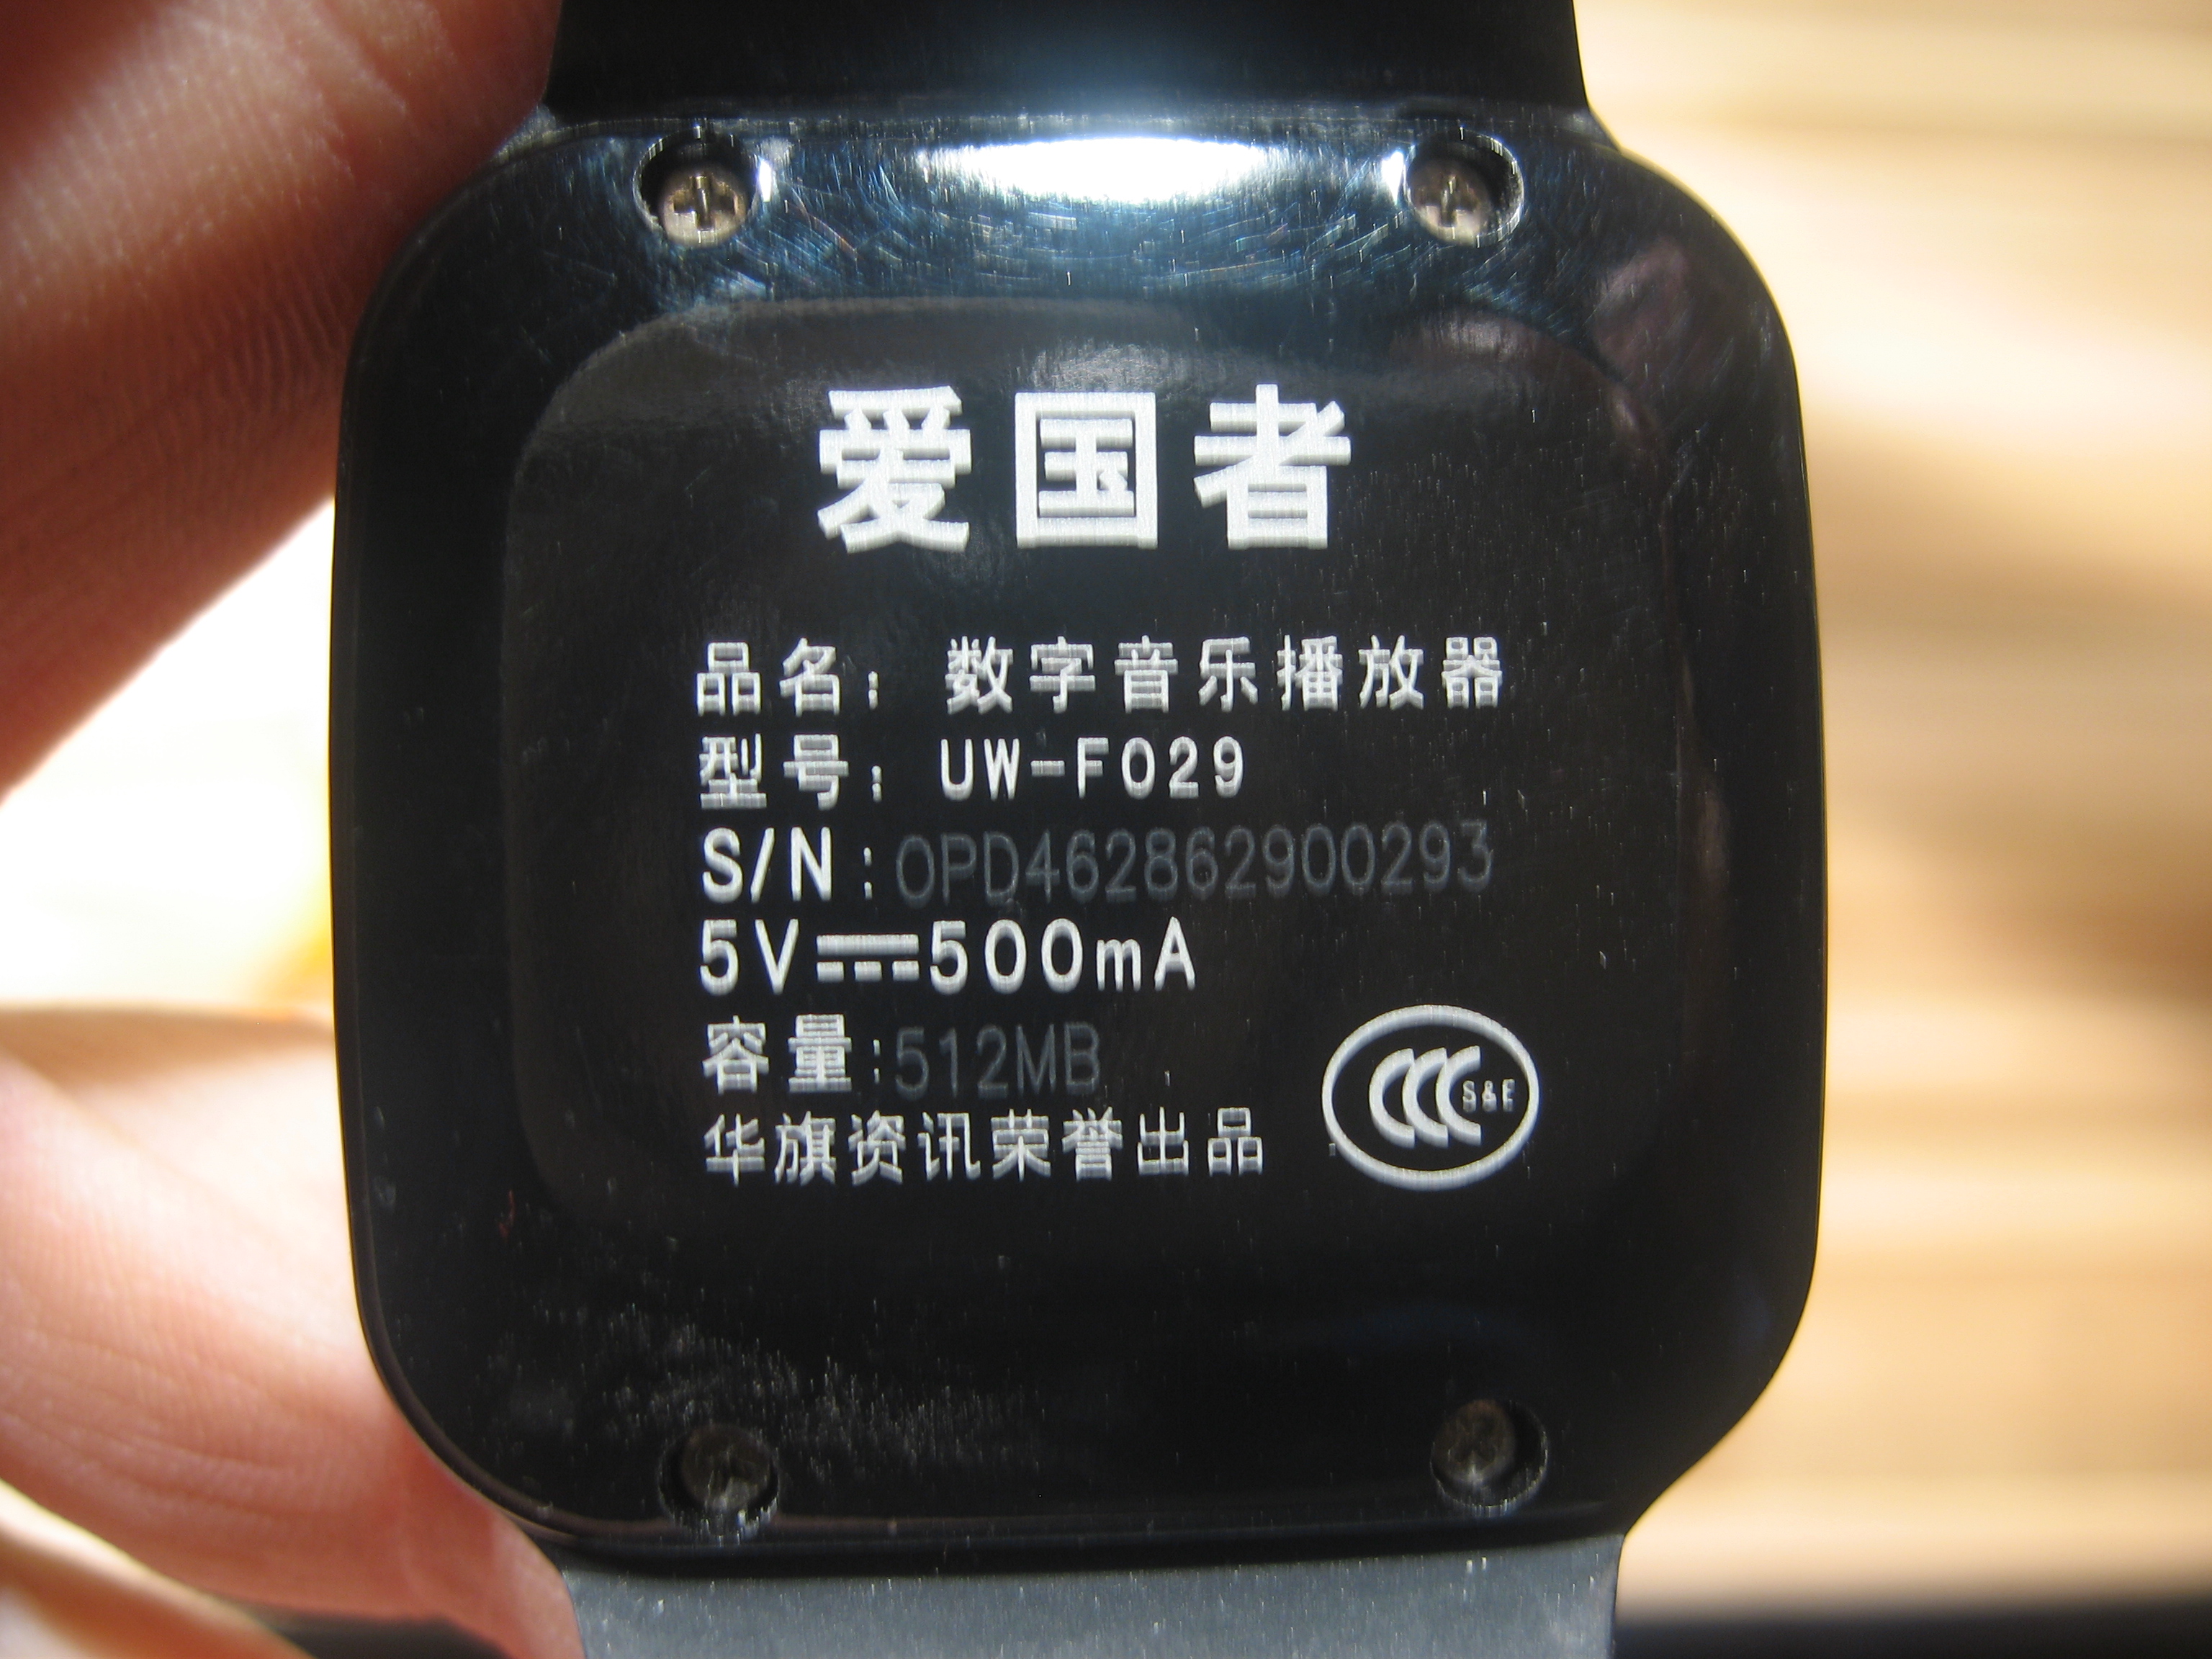 爱国者
品名：数字音乐播放器
型号：UW-F029
S/N:OPD462862900293
5V⎓500mA
容量:512MB
华旗资讯荣誉出品
CCC S&E